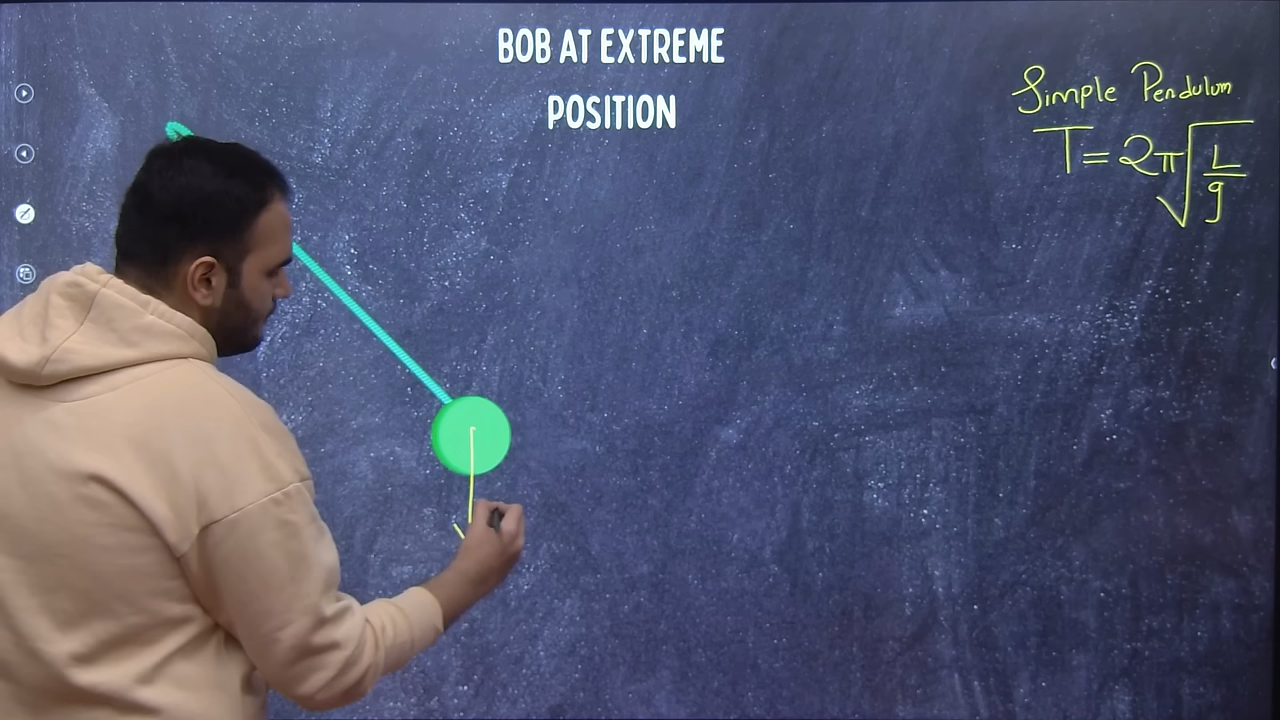 BOB AT EXTREME
POSITION
Simple Pendulum
T = 2π√L/g